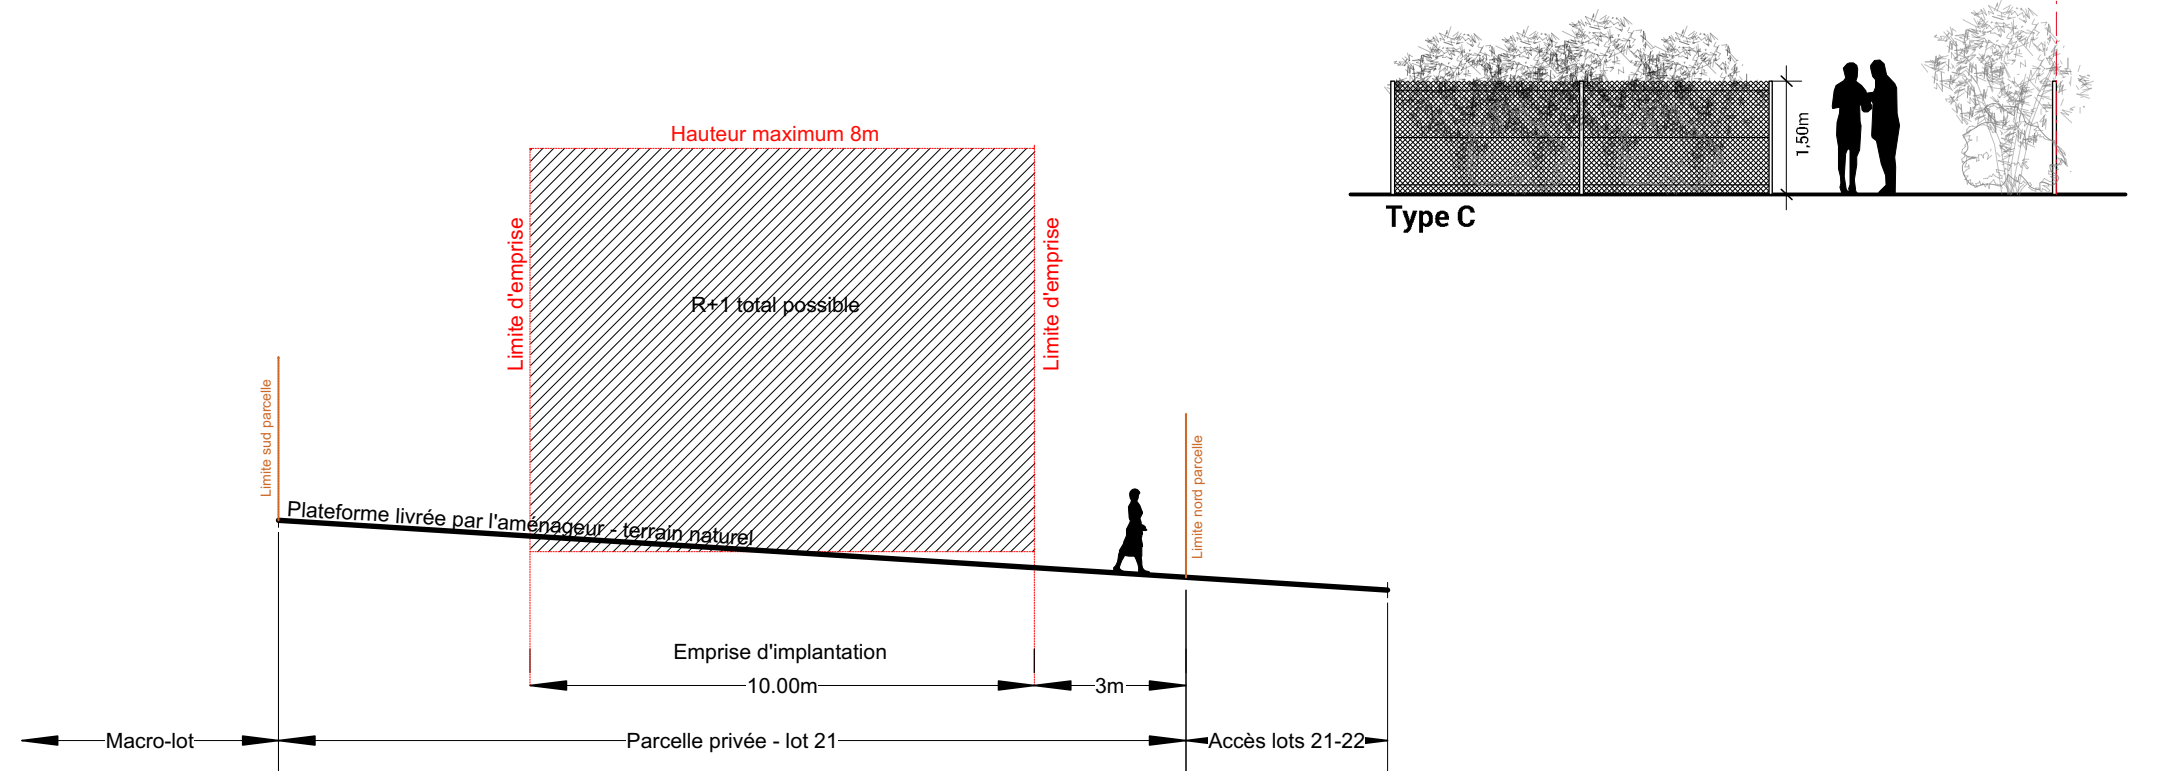 1,50m
Type C
Hauteur maximum 8m
Limite d'emprise
Limite d'emprise
R+1 total possible
Limite sud parcelle
Limite nord parcelle
Plateforme livrée par l'aménageur - terrain naturel
Emprise d'implantation
10.00m
3m
Macro-lot
Parcelle privée - lot 21
Accès lots 21-22